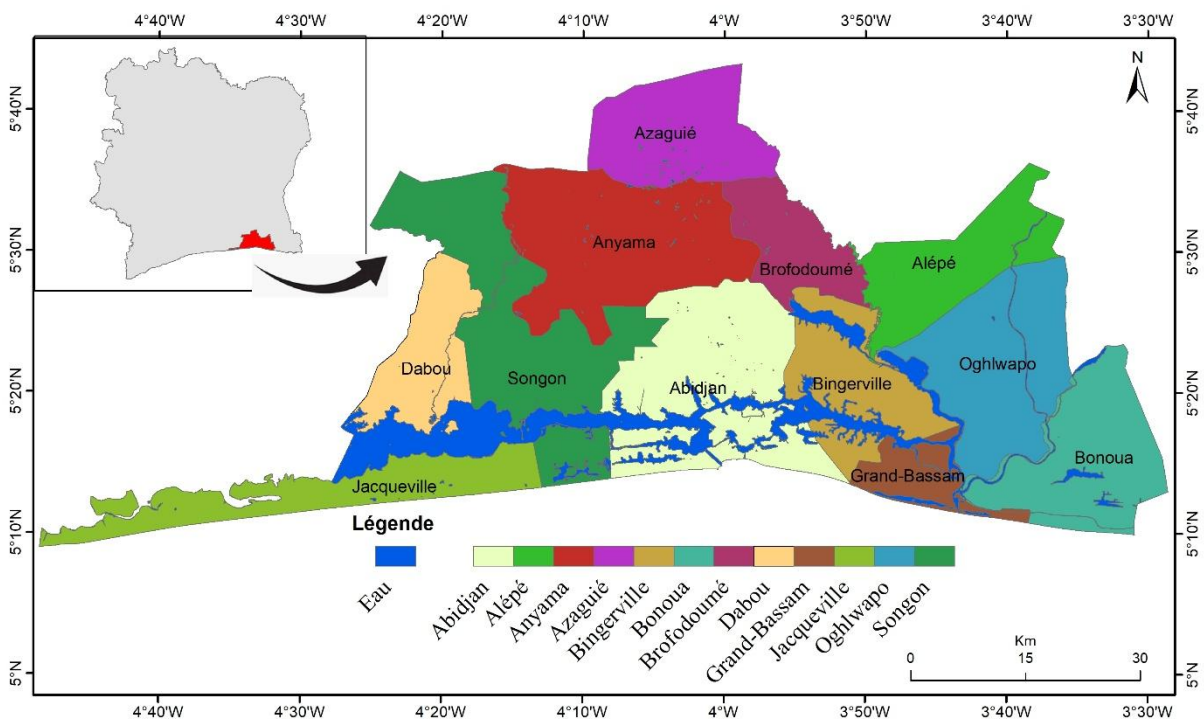 4°40'W 4°30'W 4°20'W 4°10'W 4°W 3°50'W 3°40'W 3°30'W
N
5°40'N 5°40'N
Azaguié
5°30'N Anyama 5°30'N
Brofodoumé Alépé
Dabou Songon Abidjan Bingerville Oghlwapo
5°20'N 5°20'N
Jacqueville Grand-Bassam Bonoua
Légende
5°10'N 5°10'N
Eau
Abidjan
Alépé
Anyama
Azaguié
Bingerville
Bonoua
Brofodoumé
Dabou
Grand-Bassam
Jacqueville
Oghlwapo
Songon
Km
0 15 30
5°N 5°N
4°40'W 4°30'W 4°20'W 4°10'W 4°W 3°50'W 3°40'W 3°30'W